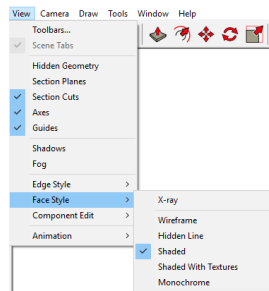 View Camera Draw Tools Window Help
Toolbars...
Scene Tabs
Hidden Geometry
Section Planes
Section Cuts
Axes
Guides
Shadows
Fog
Edge Style
Face Style
Component Edit
Animation
X-ray
Wireframe
Hidden Line
Shaded
Shaded With Textures
Monochrome